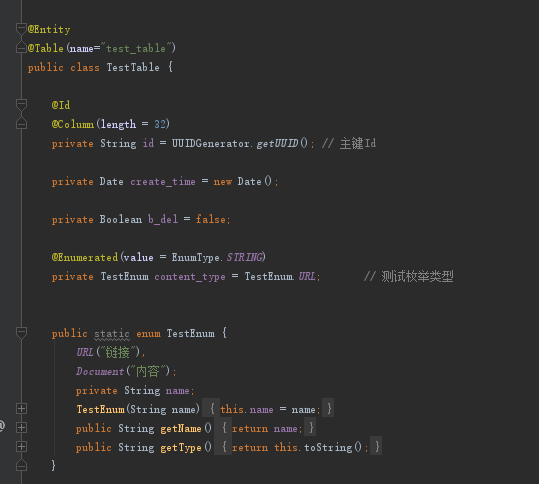 @Entity
@Table(name="test_table")
public class TestTable {
@Id
@Column(length = 32)
private String id = UUIDGenerator.getUUID(); // 主键Id
private Date create_time = new Date();
private Boolean b_del = false;
@Enumerated(value = EnumType.STRING)
private TestEnum content_type = TestEnum.URL; // 测试枚举类型
public static enum TestEnum {
URL("链接"),
Document("内容");
private String name;
TestEnum(String name) { this.name = name; }
@ public String getName() { return name; }
public String getType() { return this.toString(); }
}